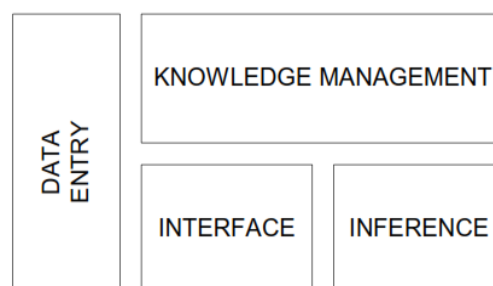 DATA
ENTRY
KNOWLEDGE MANAGEMENT
INTERFACE
INFERENCE